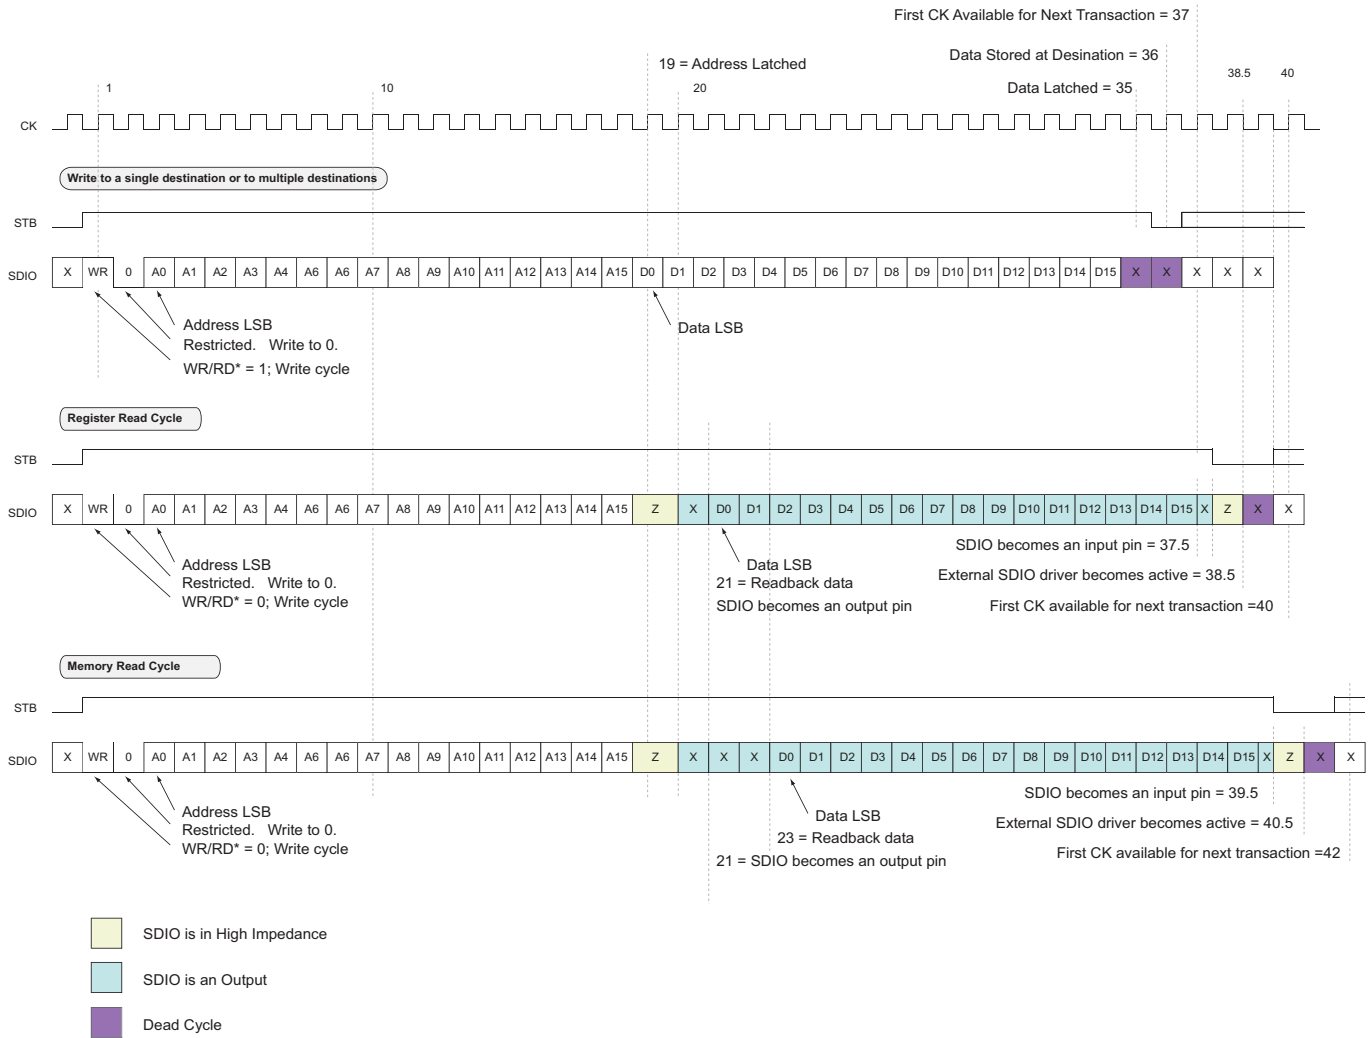 First CK Available for Next Transaction = 37
Data Stored at Desination = 36
19 = Address Latched
38.5 40
1 10 20 Data Latched = 35
CK
Write to a single destination or to multiple destinations
STB
SDIO X WR 0 A0 A1 A2 A3 A4 A6 A6 A7 A8 A9 A10 A11 A12 A13 A14 A15 D0 D1 D2 D3 D4 D5 D6 D7 D8 D9 D10 D11 D12 D13 D14 D15 X X X X X
Address LSB
Data LSB
Restricted. Write to 0.
WR/RD* = 1; Write cycle
Register Read Cycle
STB
SDIO X WR 0 A0 A1 A2 A3 A4 A6 A6 A7 A8 A9 A10 A11 A12 A13 A14 A15 Z X D0 D1 D2 D3 D4 D5 D6 D7 D8 D9 D10 D11 D12 D13 D14 D15 X Z X X
SDIO becomes an input pin = 37.5
Address LSB
Data LSB
Restricted. Write to 0.
21 = Readback data
External SDIO driver becomes active = 38.5
WR/RD* = 0; Write cycle
SDIO becomes an output pin
First CK available for next transaction =40
Memory Read Cycle
STB
SDIO X WR 0 A0 A1 A2 A3 A4 A6 A6 A7 A8 A9 A10 A11 A12 A13 A14 A15 Z X X X D0 D1 D2 D3 D4 D5 D6 D7 D8 D9 D10 D11 D12 D13 D14 D15 X Z X X
SDIO becomes an input pin = 39.5
Address LSB
Data LSB
Restricted. Write to 0.
23 = Readback data
External SDIO driver becomes active = 40.5
WR/RD* = 0; Write cycle
21 = SDIO becomes an output pin
First CK available for next transaction =42
SDIO is in High Impedance
SDIO is an Output
Dead Cycle